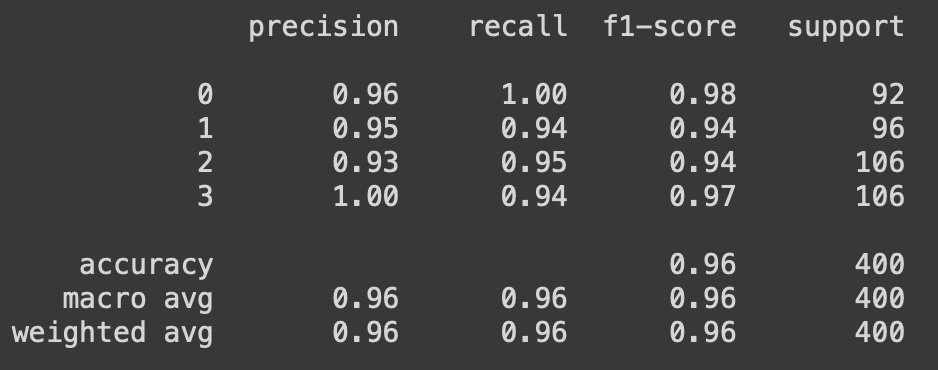 precision recall f1-score support
0 0.96 1.00 0.98 92
1 0.95 0.94 0.94 96
2 0.93 0.95 0.94 106
3 1.00 0.94 0.97 106
accuracy 0.96 400
macro avg 0.96 0.96 0.96 400
weighted avg 0.96 0.96 0.96 400